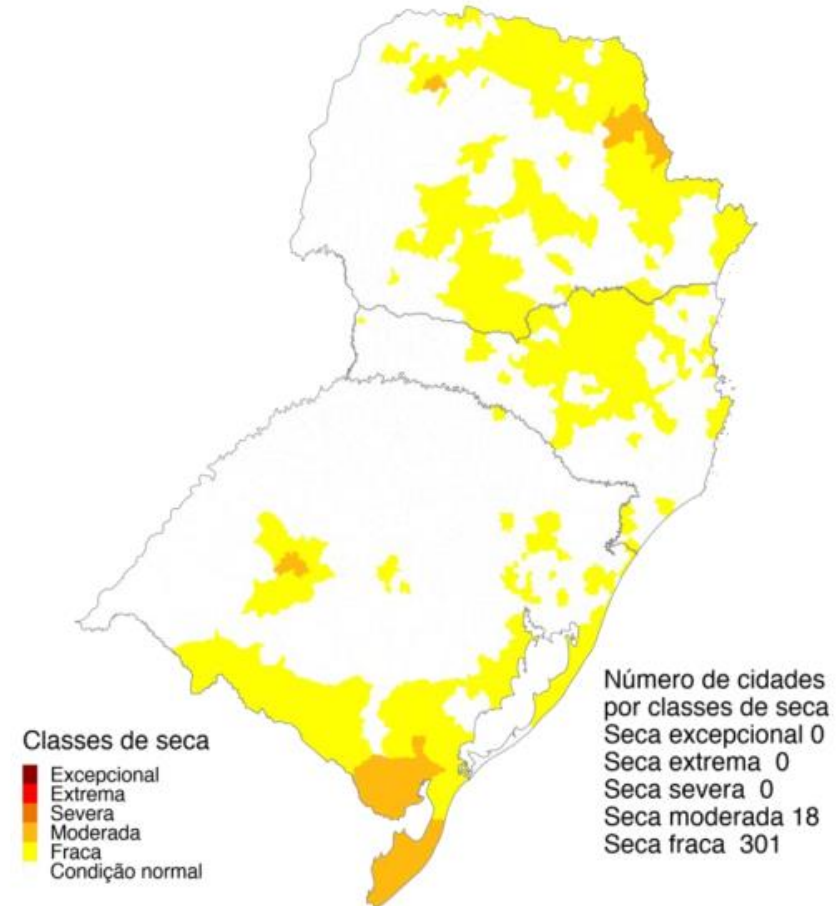 Classes de seca
Excepcional
Extrema
Severa
Moderada
Fraca
Condição normal
Número de cidades
por classes de seca
Seca excepcional 0
Seca extrema 0
Seca severa 0
Seca moderada 18
Seca fraca 301